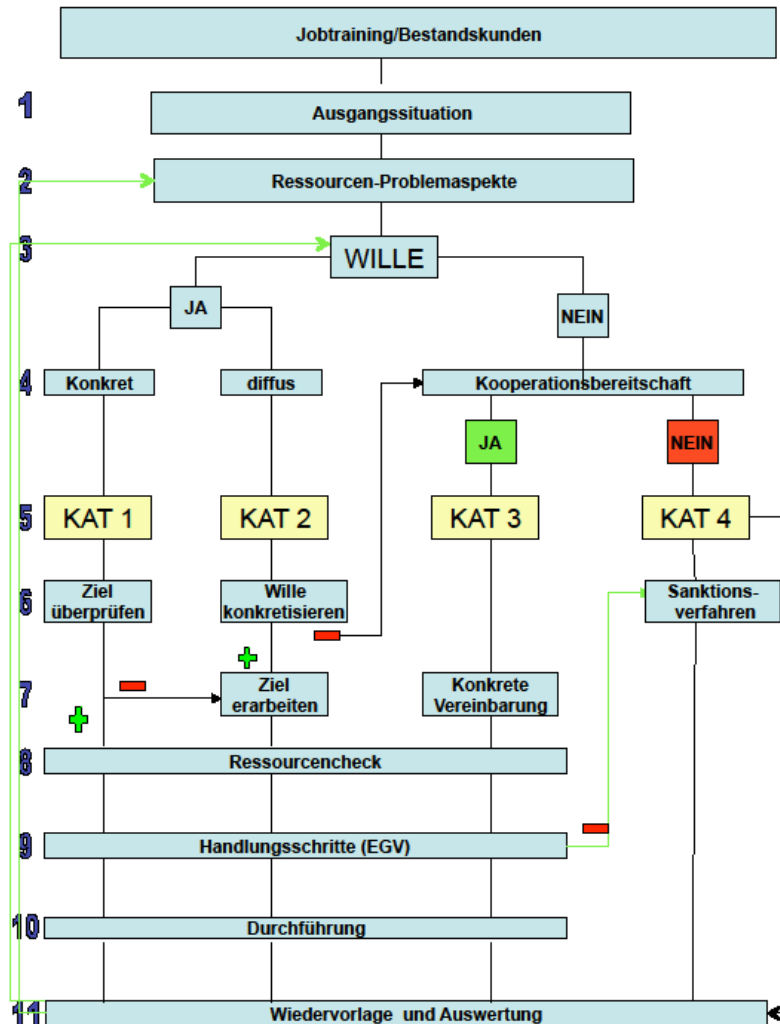 Jobtraining/Bestandskunden
1
Ausgangssituation
2
Ressourcen-Problemaspekte
3
WILLE
JA
NEIN
4
Konkret
diffus
Kooperationsbereitschaft
JA
NEIN
5
KAT 1
KAT 2
KAT 3
KAT 4
6
Ziel
überprüfen
Wille
konkretisieren
Sanktions-
verfahren
7
Ziel
erarbeiten
Konkrete
Vereinbarung
8
Ressourcencheck
9
Handlungsschritte (EGV)
10
Durchführung
11
Wiedervorlage und Auswertung